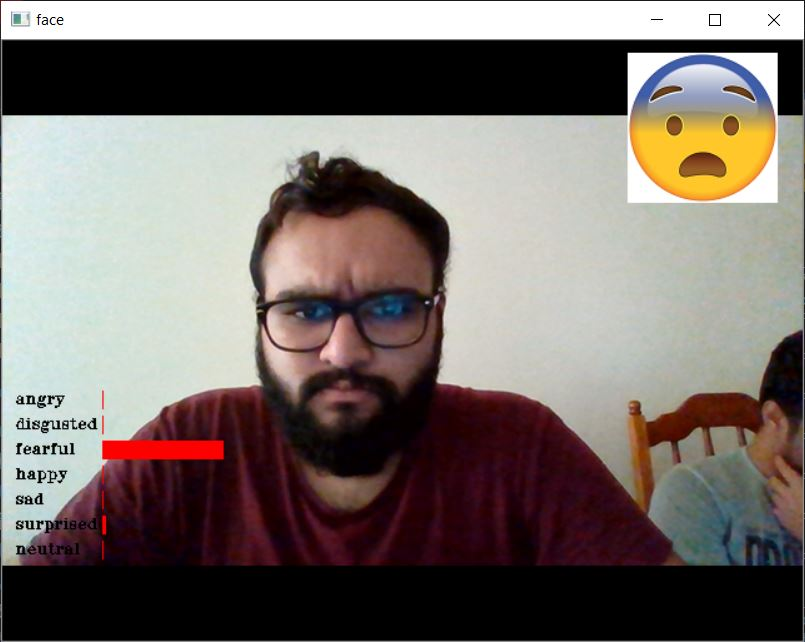 face
angry
disgusted
fearful
happy
sad
surprised
neutral